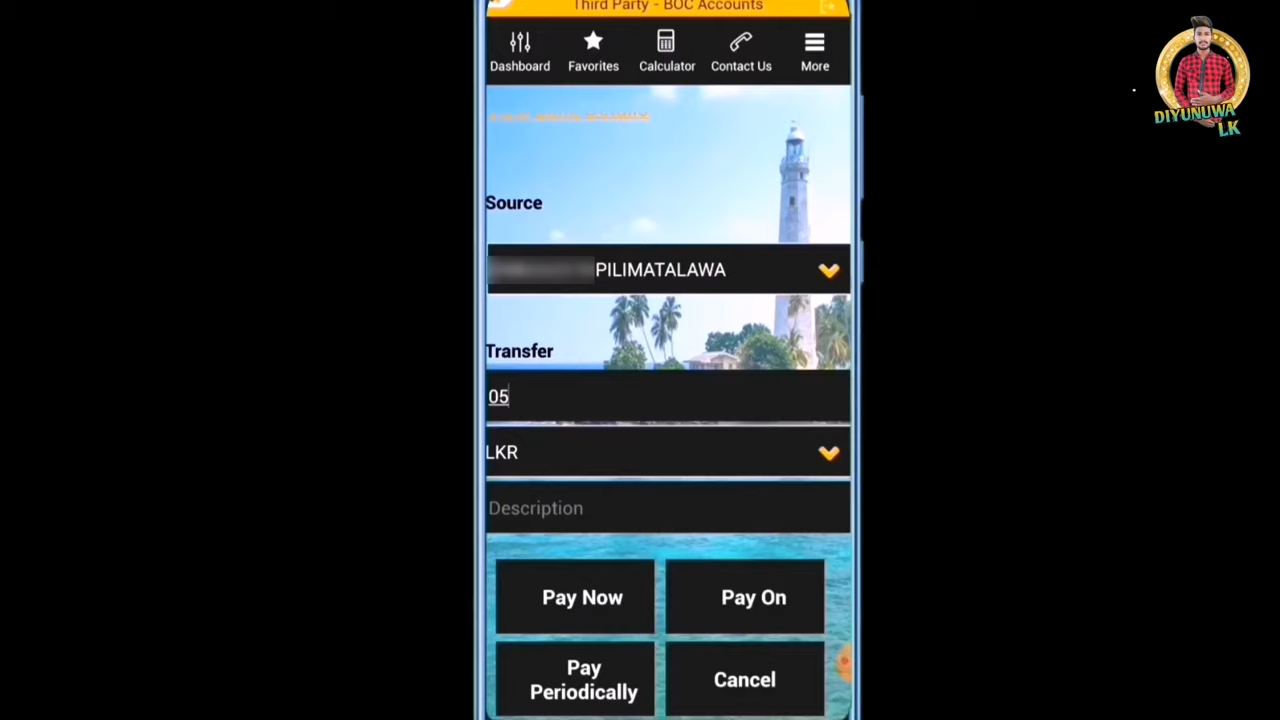 Third Party - BOC Accounts
Dashboard
Favorites
Calculator
Contact Us
More
Source
PILIMATALAWA
Transfer
05
LKR
Description
Pay Now
Pay On
Pay
Periodically
Cancel
DIYUNUWA
LK